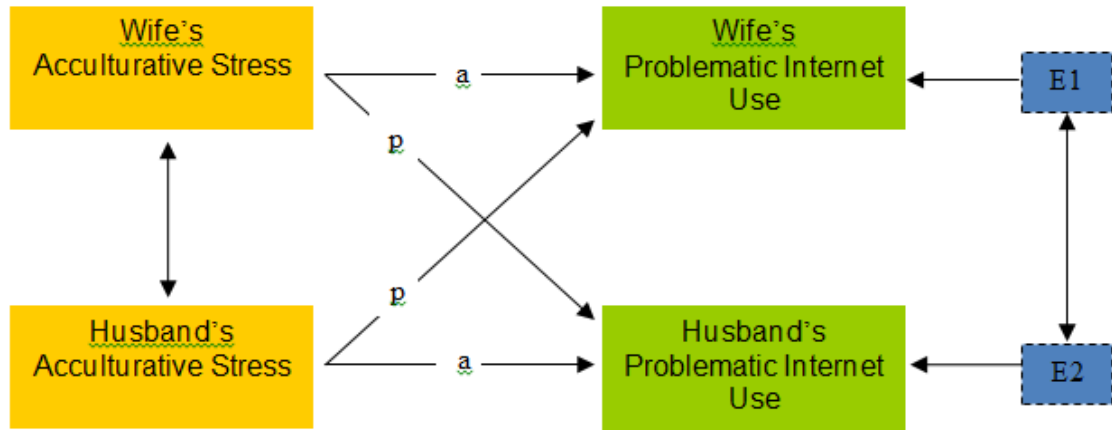 Wife's
Acculturative Stress
a
Wife's
Problematic Internet
Use
E1
p
p
Husband's
Acculturative Stress
a
Husband's
Problematic Internet
Use
E2